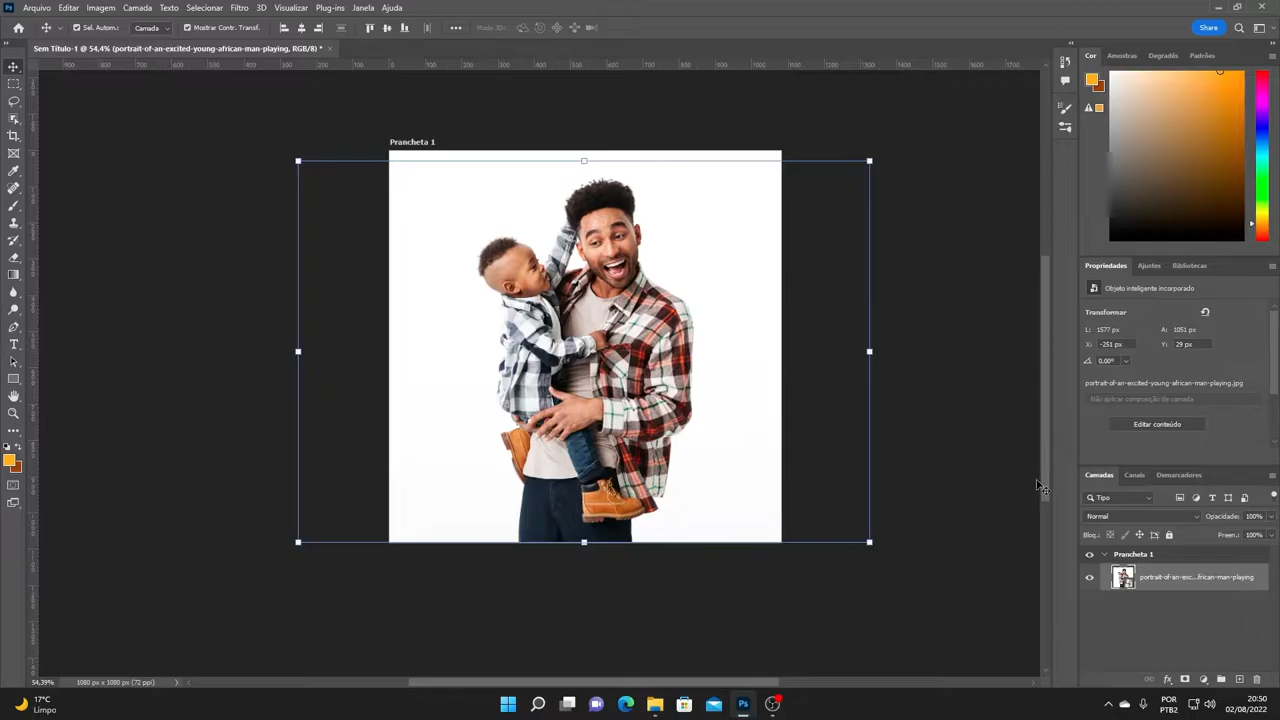 Arquivo Editar Imagem Camada Texto Selecionar Filtro 3D Visualizar Plug-ins Janela Ajuda
Sel. Autom.: Camada Mostrar Contr. Transf. Modo 3D: Share
Sem Título-1 @ 54,4% (portrait-of-an-excited-young-african-man-playing, RGB/8) *
Cor Amostras Degradês Padrões
Prancheta 1
Propriedades Ajustes Bibliotecas
Objeto inteligente incorporado
Transformar
L: 1577 px A: 1051 px
X: -251 px Y: 29 px
0,00°
portrait-of-an-excited-young-african-man-playing.jpg
Não aplicar composição de camada
Editar conteúdo
Camadas Canais Demarcadores
Tipo
Normal Opacidade: 100%
Bloq.: Preen.: 100%
Prancheta 1
portrait-of-an-exc...frican-man-playing
54,39% 1080 px x 1080 px (72 ppi)
17°C
Limpo
POR
PTB2
20:50
02/08/2022